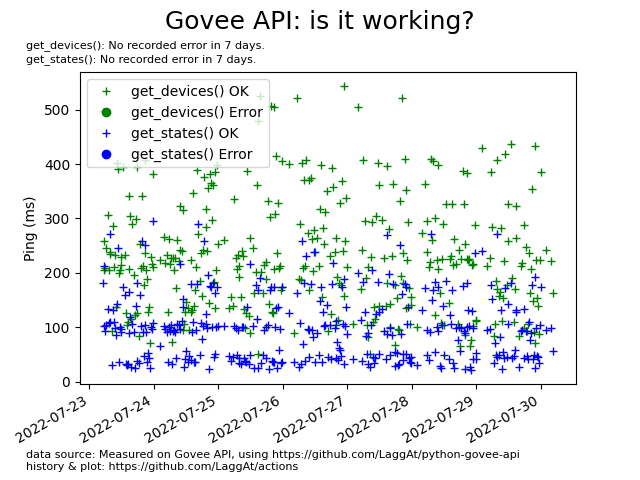 Govee API: is it working?
get_devices(): No recorded error in 7 days.
get_states(): No recorded error in 7 days.
get_devices() OK
get_devices() Error
get_states() OK
get_states() Error
Ping (ms)
500
400
300
200
100
0
2022-07-23
2022-07-24
2022-07-25
2022-07-26
2022-07-27
2022-07-28
2022-07-29
2022-07-30
data source: Measured on Govee API, using https://github.com/LaggAt/python-govee-api
history & plot: https://github.com/LaggAt/actions